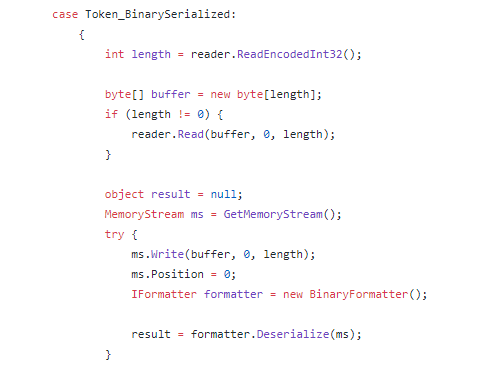 case Token_BinarySerialized:
{
int length = reader.ReadEncodedInt32();
byte[] buffer = new byte[length];
if (length != 0) {
reader.Read(buffer, 0, length);
}
object result = null;
MemoryStream ms = GetMemoryStream();
try {
ms.Write(buffer, 0, length);
ms.Position = 0;
IFormatter formatter = new BinaryFormatter();
result = formatter.Deserialize(ms);
}